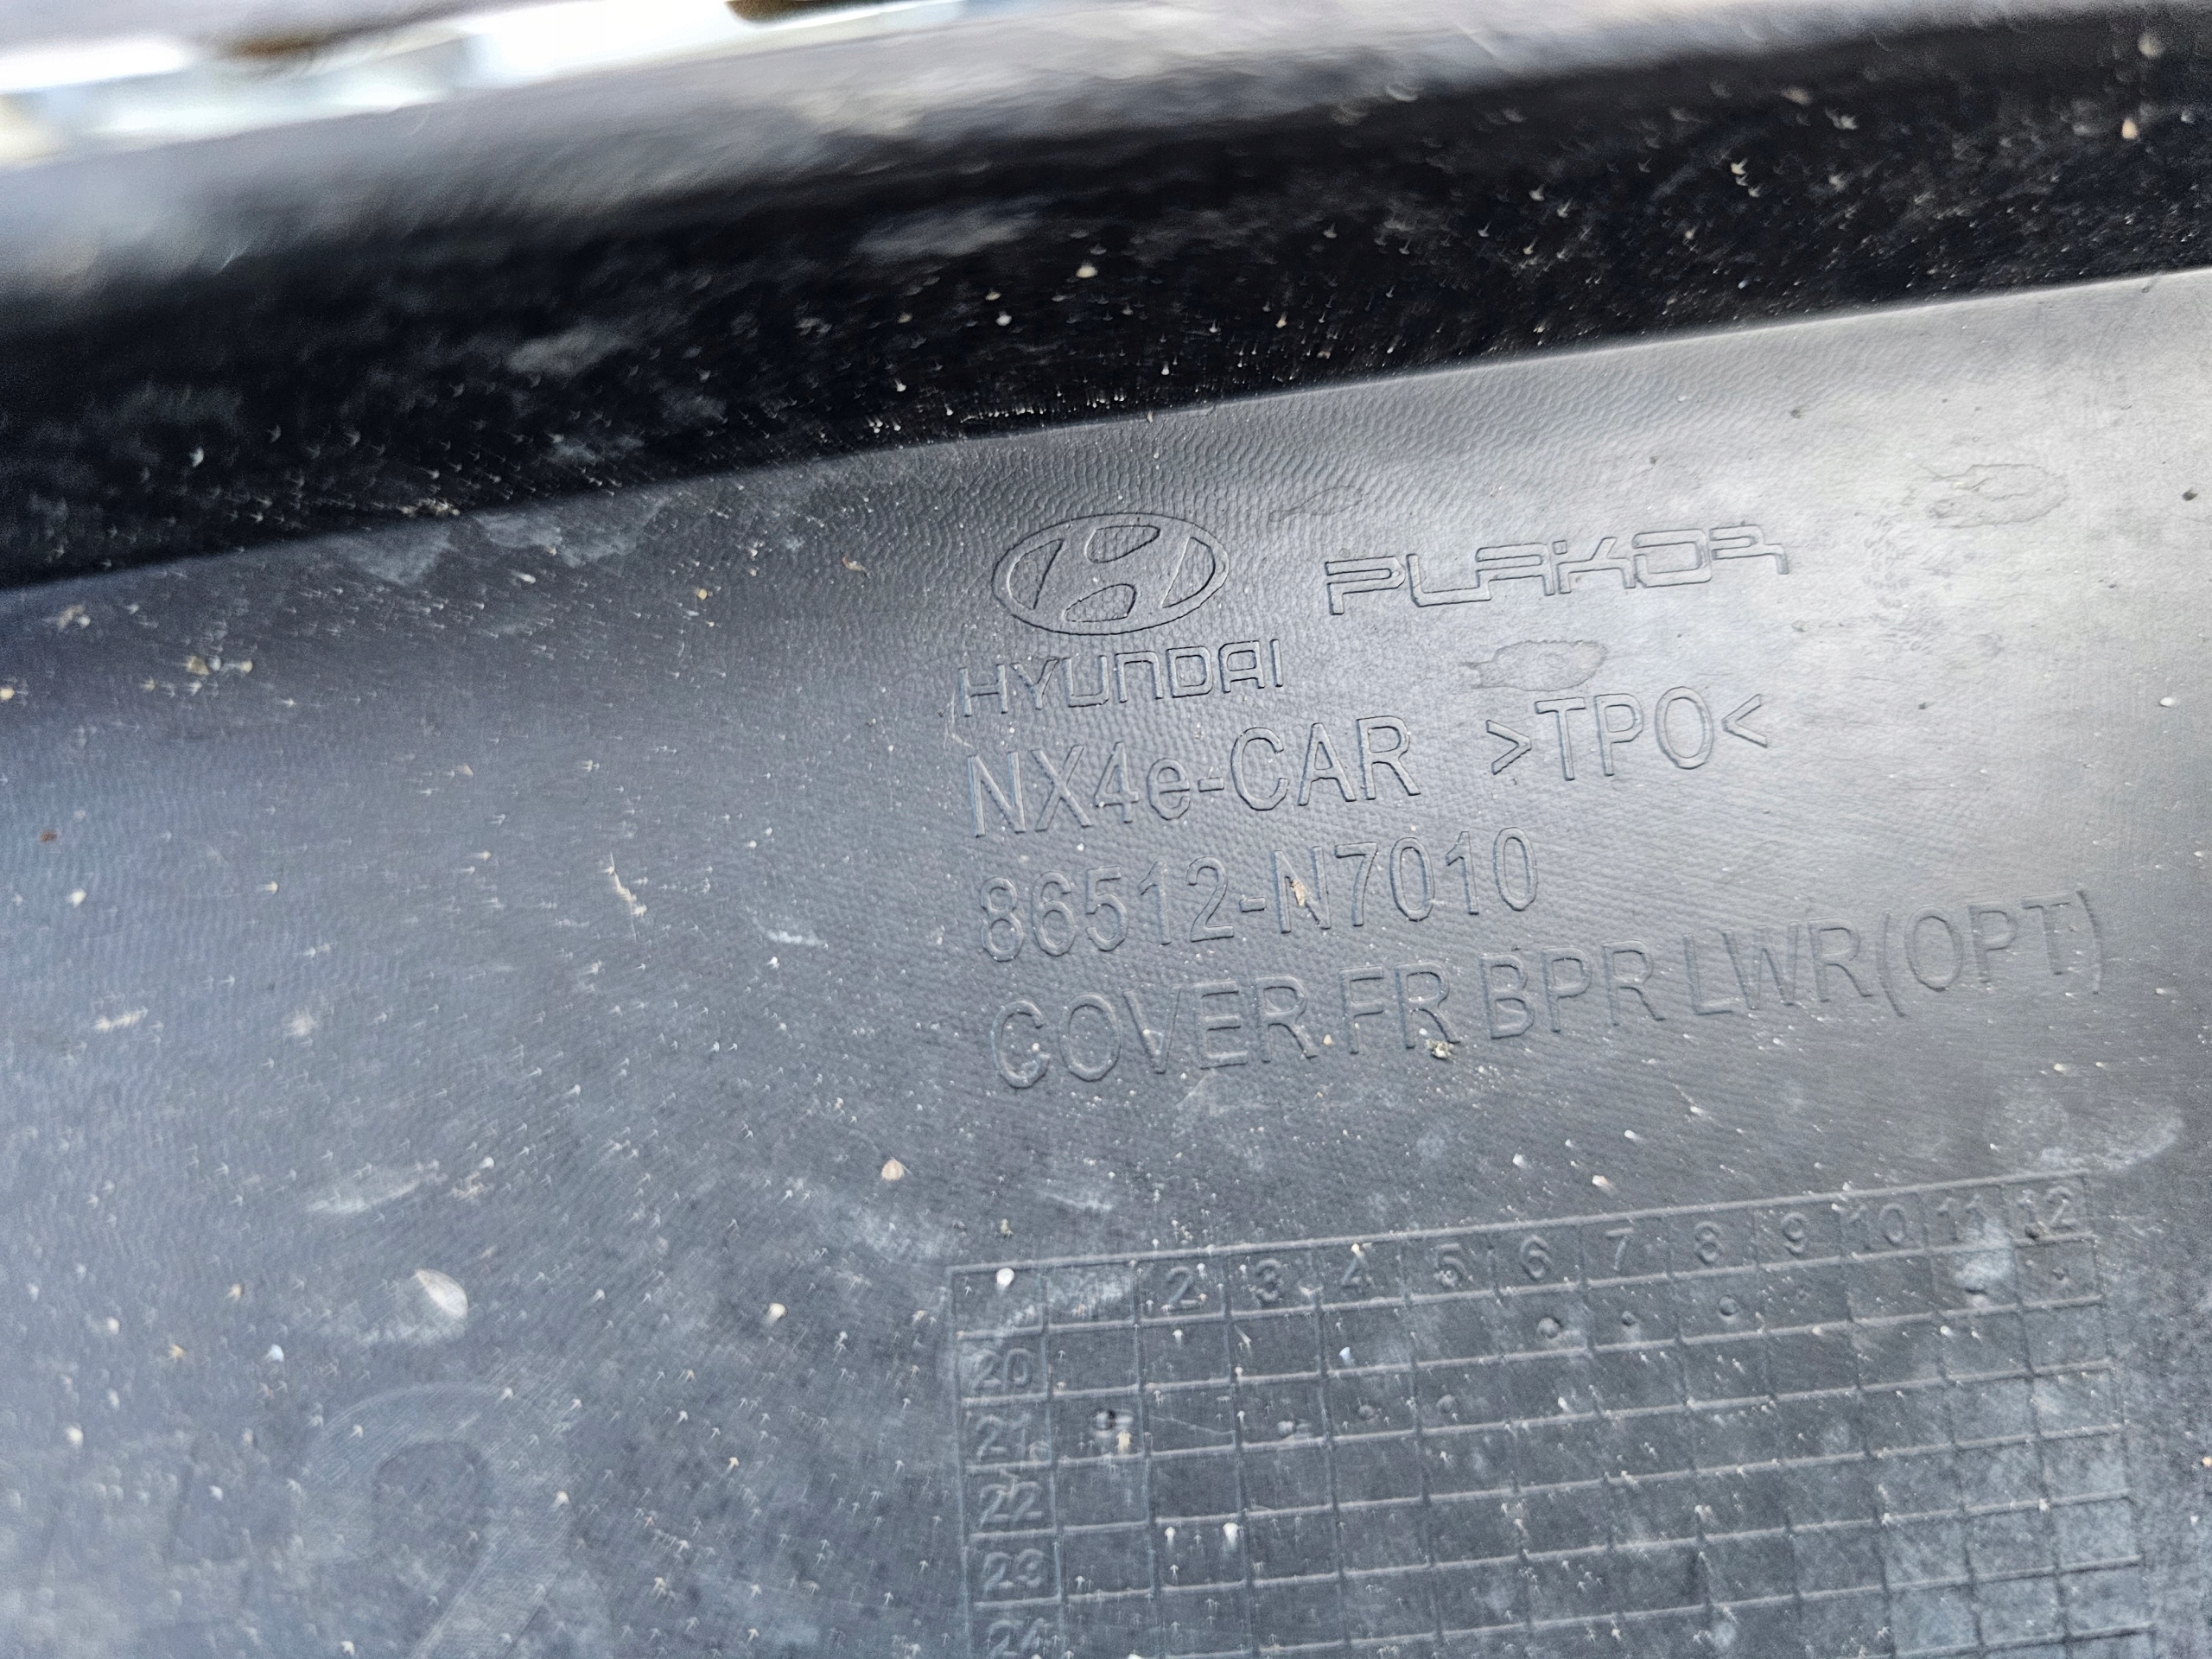 HYUNDAI PLAKOR
NX4e-CAR >TPO<
86512-N7010
COVER FR BPR LWR(OPT)
2 3 4 5 6 7 8 9 10 11 12
20
21
22
23
24